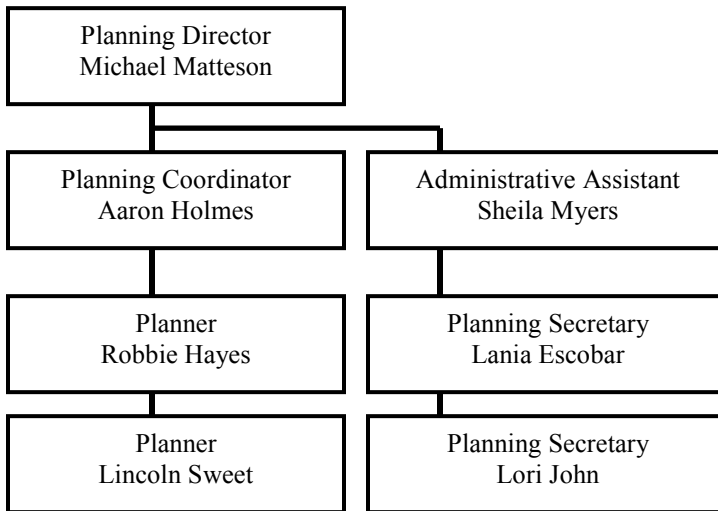 Planning Director
Michael Matteson
Planning Coordinator
Aaron Holmes
Administrative Assistant
Sheila Myers
Planner
Robbie Hayes
Planning Secretary
Lania Escobar
Planner
Lincoln Sweet
Planning Secretary
Lori John